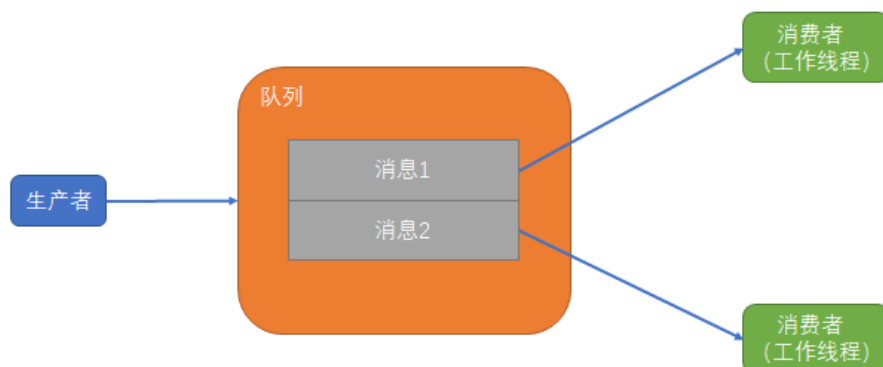 消费者
（工作线程）
队列
消息1
生产者
消息2
消费者
（工作线程）